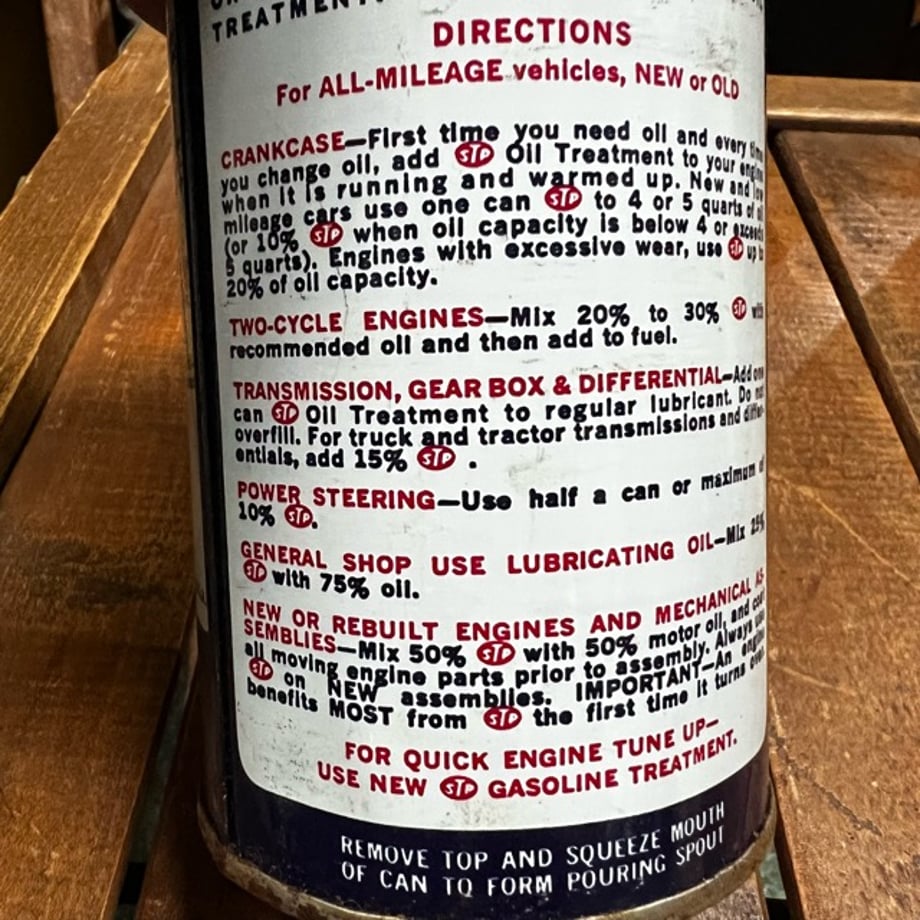 TREATMENT.
DIRECTIONS
For ALL-MILEAGE vehicles, NEW or OLD
CRANKCASE—First time you need oil and every
you change oil, add STP Oil Treatment to your
when it is running and warmed up. New and low
mileage cars use one can STP to 4 or 5 quarts of oil
(or 10% STP when oil capacity is below 4 or exceeds
5 quarts). Engines with excessive wear, use STP up to
20% of oil capacity.
TWO-CYCLE ENGINES—Mix 20% to 30% STP with
recommended oil and then add to fuel.
TRANSMISSION, GEAR BOX & DIFFERENTIAL—Add one
can STP Oil Treatment to regular lubricant. Do not
overfill. For truck and tractor transmissions and differ-
entials, add 15% STP .
POWER STEERING—Use half a can or maximum of
10% STP.
GENERAL SHOP USE LUBRICATING OIL—Mix 25%
STP with 75% oil.
NEW OR REBUILT ENGINES AND MECHANICAL AS-
SEMBLIES—Mix 50% STP with 50% motor oil, and coat
all moving engine parts prior to assembly. Always use
STP on NEW assemblies. IMPORTANT—An engine
benefits MOST from STP the first time it turns over.
FOR QUICK ENGINE TUNE UP—
USE NEW STP GASOLINE TREATMENT.
REMOVE TOP AND SQUEEZE MOUTH
OF CAN TO FORM POURING SPOUT